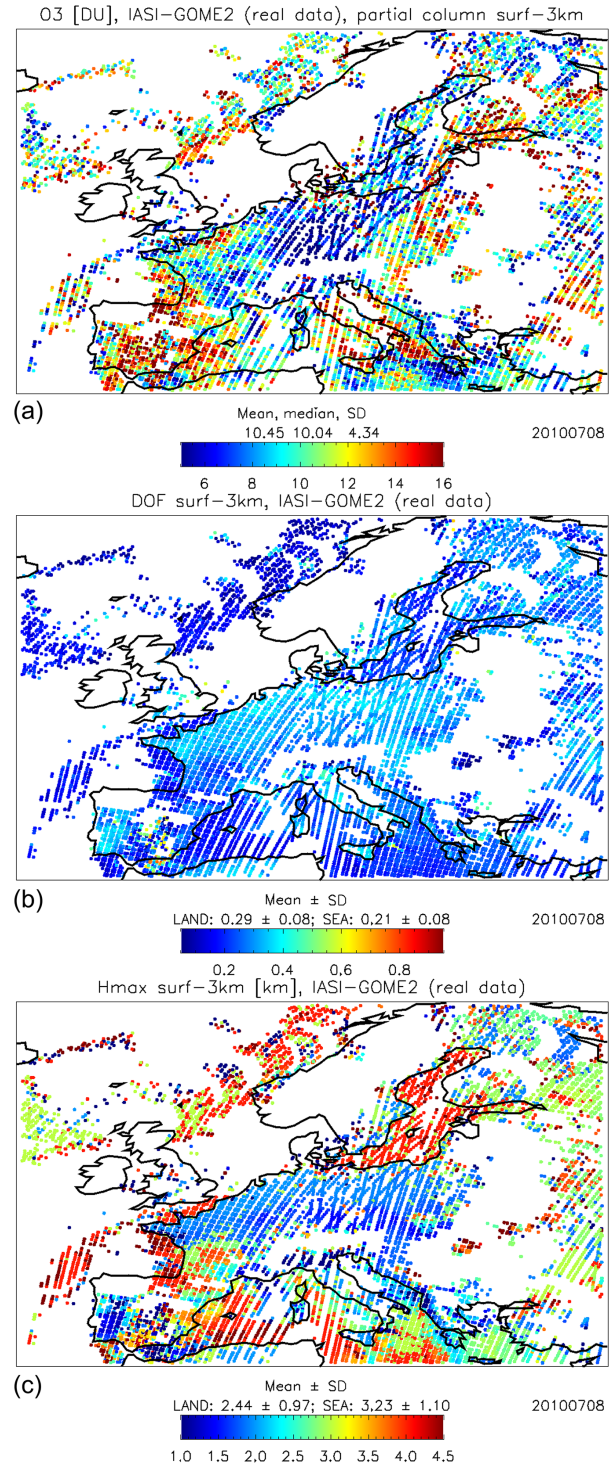 O3 [DU], IASI-GOME2 (real data), partial column surf-3km
(a)
Mean, median, SD
10.45 10.04 4.34
20100708
6 8 10 12 14 16
DOF surf-3km, IASI-GOME2 (real data)
(b)
Mean ± SD
LAND: 0.29 ± 0.08; SEA: 0.21 ± 0.08
20100708
0.2 0.4 0.6 0.8
Hmax surf-3km [km], IASI-GOME2 (real data)
(c)
Mean ± SD
LAND: 2.44 ± 0.97; SEA: 3.23 ± 1.10
20100708
1.0 1.5 2.0 2.5 3.0 3.5 4.0 4.5